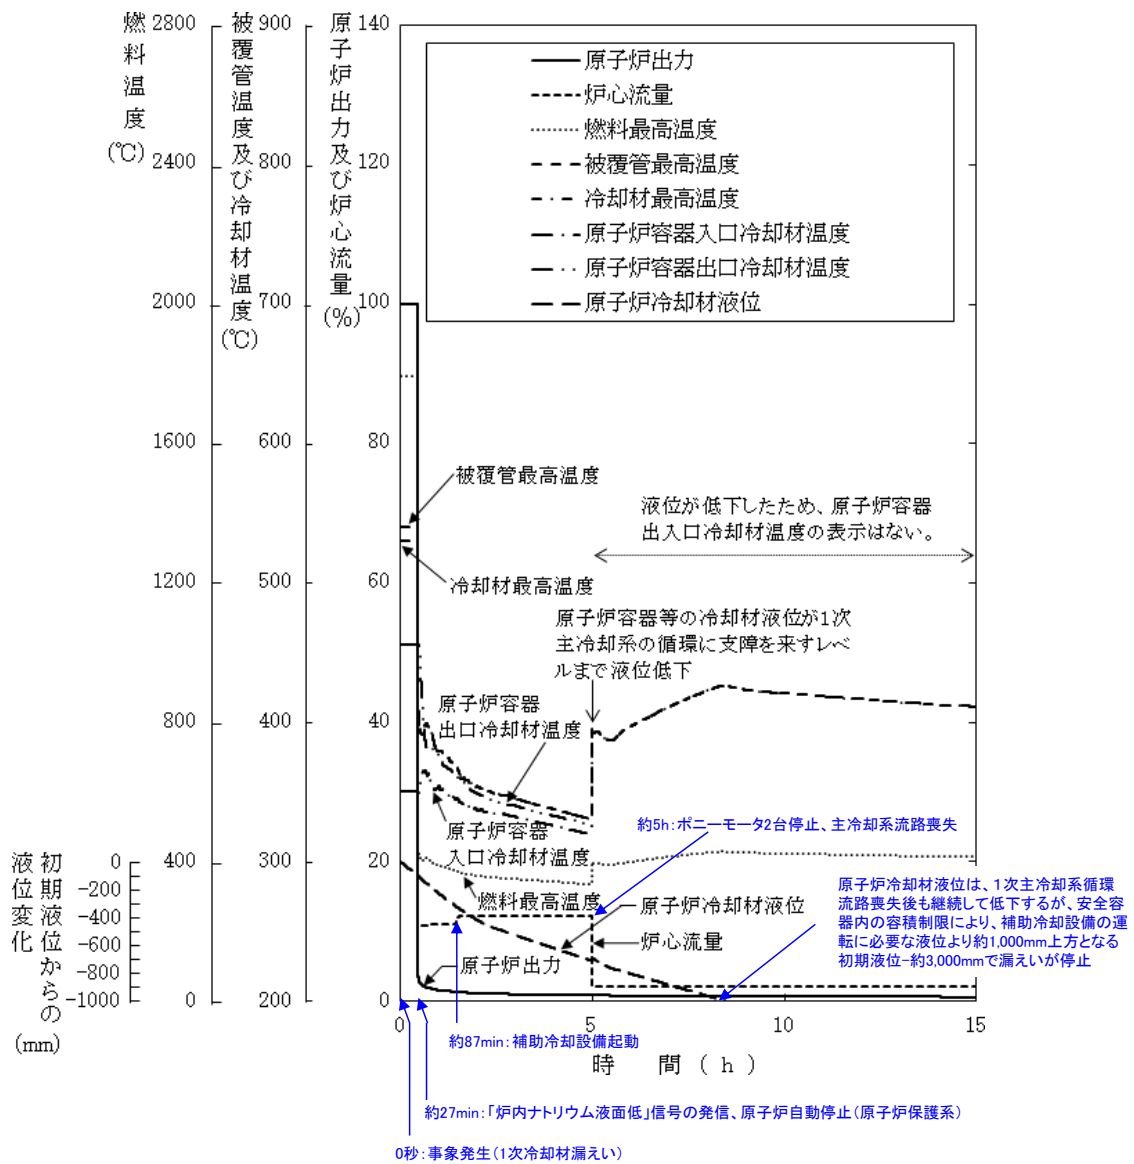 燃料温度
(℃)
2800
2400
2000
1600
1200
800
400
0
被覆管温度及び冷却材温度
(℃)
900
800
700
600
500
400
300
200
原子炉出力及び炉心流量
(%)
140
120
100
80
60
40
20
0
初期液位からの
液位変化
(mm)
0
-200
-400
-600
-800
-1000
原子炉出力
炉心流量
燃料最高温度
被覆管最高温度
冷却材最高温度
原子炉容器入口冷却材温度
原子炉容器出口冷却材温度
原子炉冷却材液位
被覆管最高温度
冷却材最高温度
液位が低下したため、原子炉容器
出入口冷却材温度の表示はない。
原子炉容器等の冷却材液位が1次
主冷却系の循環に支障を来すレベ
ルまで液位低下
原子炉容器
出口冷却材温度
原子炉容器
入口冷却材温度
燃料最高温度
原子炉出力
原子炉冷却材液位
炉心流量
約5h:ポニーモータ2台停止、主冷却系流路喪失
原子炉冷却材液位は、1次主冷却系循環
流路喪失後も継続して低下するが、安全容
器内の容積制限により、補助冷却設備の運
転に必要な液位より約1,000mm上方となる
初期液位-約3,000mmで漏えいが停止
0
5
10
15
時 間 ( h )
約87min:補助冷却設備起動
約27min:「炉内ナトリウム液面低」信号の発信、原子炉自動停止(原子炉保護系)
0秒:事象発生(1次冷却材漏えい)